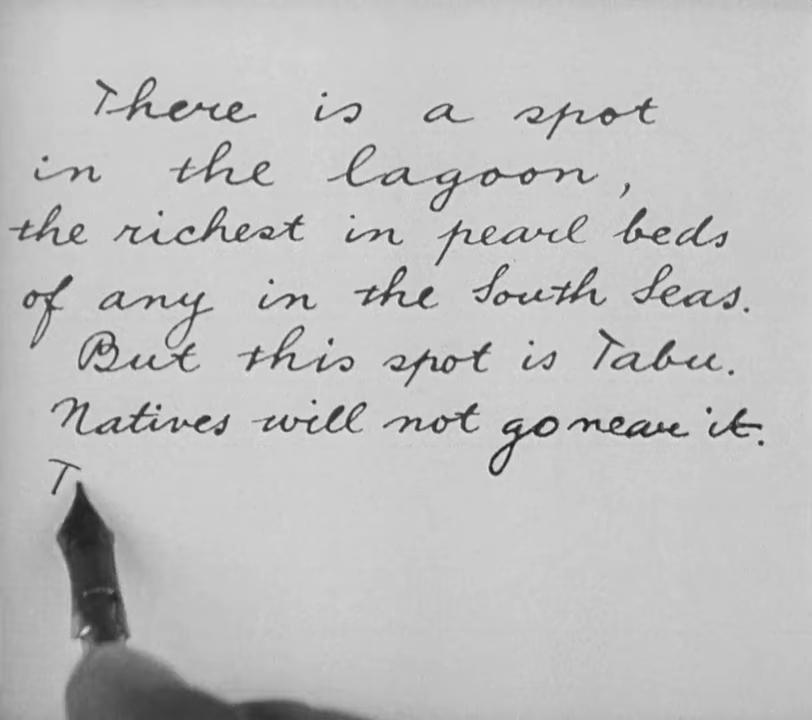 There is a spot
in the lagoon,
the richest in pearl beds
of any in the South Seas.
But this spot is Tabu.
Natives will not go near it.
T